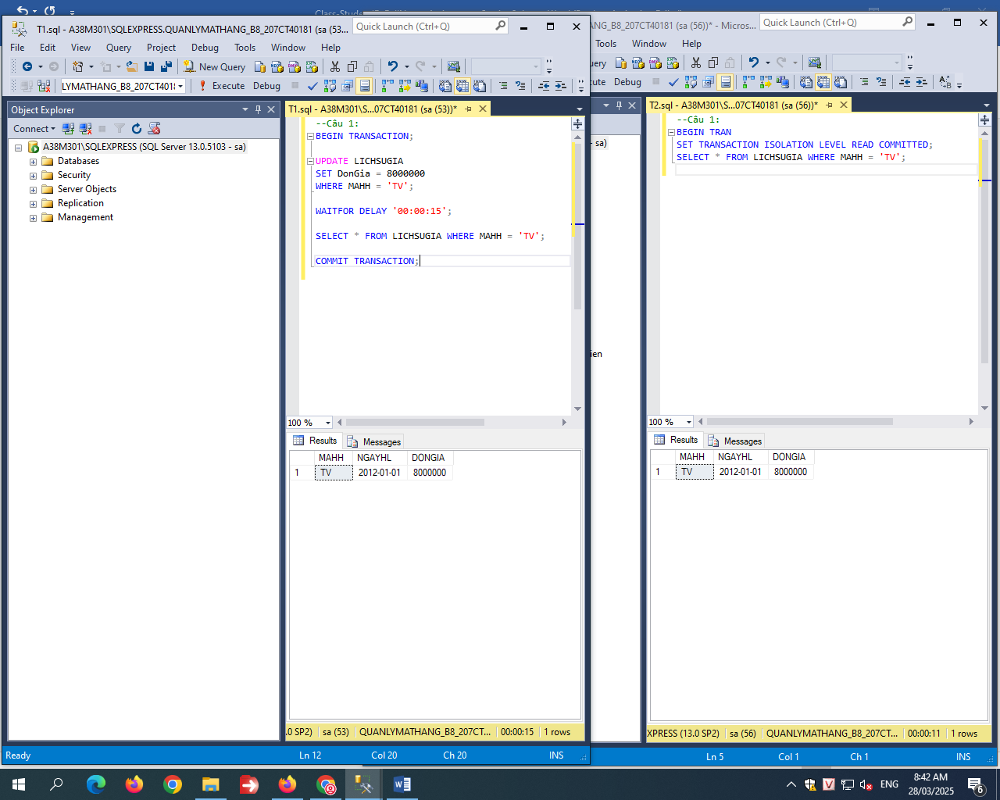 T1.sql - A38M301\SQLEXPRESS.QUANLYMATHANG_B8_207CT40181 (sa (53...
Quick Launch (Ctrl+Q)
File Edit View Query Project Debug Tools Window Help
New Query
LYMATHANG_B8_207CT4018
Execute Debug
Object Explorer
Connect
A38M301\SQLEXPRESS (SQL Server 13.0.5103 - sa)
Databases
Security
Server Objects
Replication
Management
T1.sql - A38M301\S...07CT40181 (sa (53))*
--Câu 1:
BEGIN TRANSACTION;
UPDATE LICHSUGIA
SET DonGia = 8000000
WHERE MAHH = 'TV';
WAITFOR DELAY '00:00:15';
SELECT * FROM LICHSUGIA WHERE MAHH = 'TV';
COMMIT TRANSACTION;
100 %
Results Messages
MAHH NGAYHL DONGIA
1 TV 2012-01-01 8000000
.0 SP2) sa (53) QUANLYMATHANG_B8_207CT... 00:00:15 1 rows
Ready Ln 12 Col 20 Ch 20 INS
ANG_B8_207CT40181 (sa (56))* - Micros...
Quick Launch (Ctrl+Q)
Tools Window Help
uery
ute Debug
- sa)
ien
T2.sql - A38M301\S...07CT40181 (sa (56))*
--Câu 1:
BEGIN TRAN
SET TRANSACTION ISOLATION LEVEL READ COMMITTED;
SELECT * FROM LICHSUGIA WHERE MAHH = 'TV';
100 %
Results Messages
MAHH NGAYHL DONGIA
1 TV 2012-01-01 8000000
XPRESS (13.0 SP2) sa (56) QUANLYMATHANG_B8_207CT... 00:00:11 1 rows
Ln 5 Col 1 Ch 1 INS
ENG
8:42 AM
28/03/2025
6